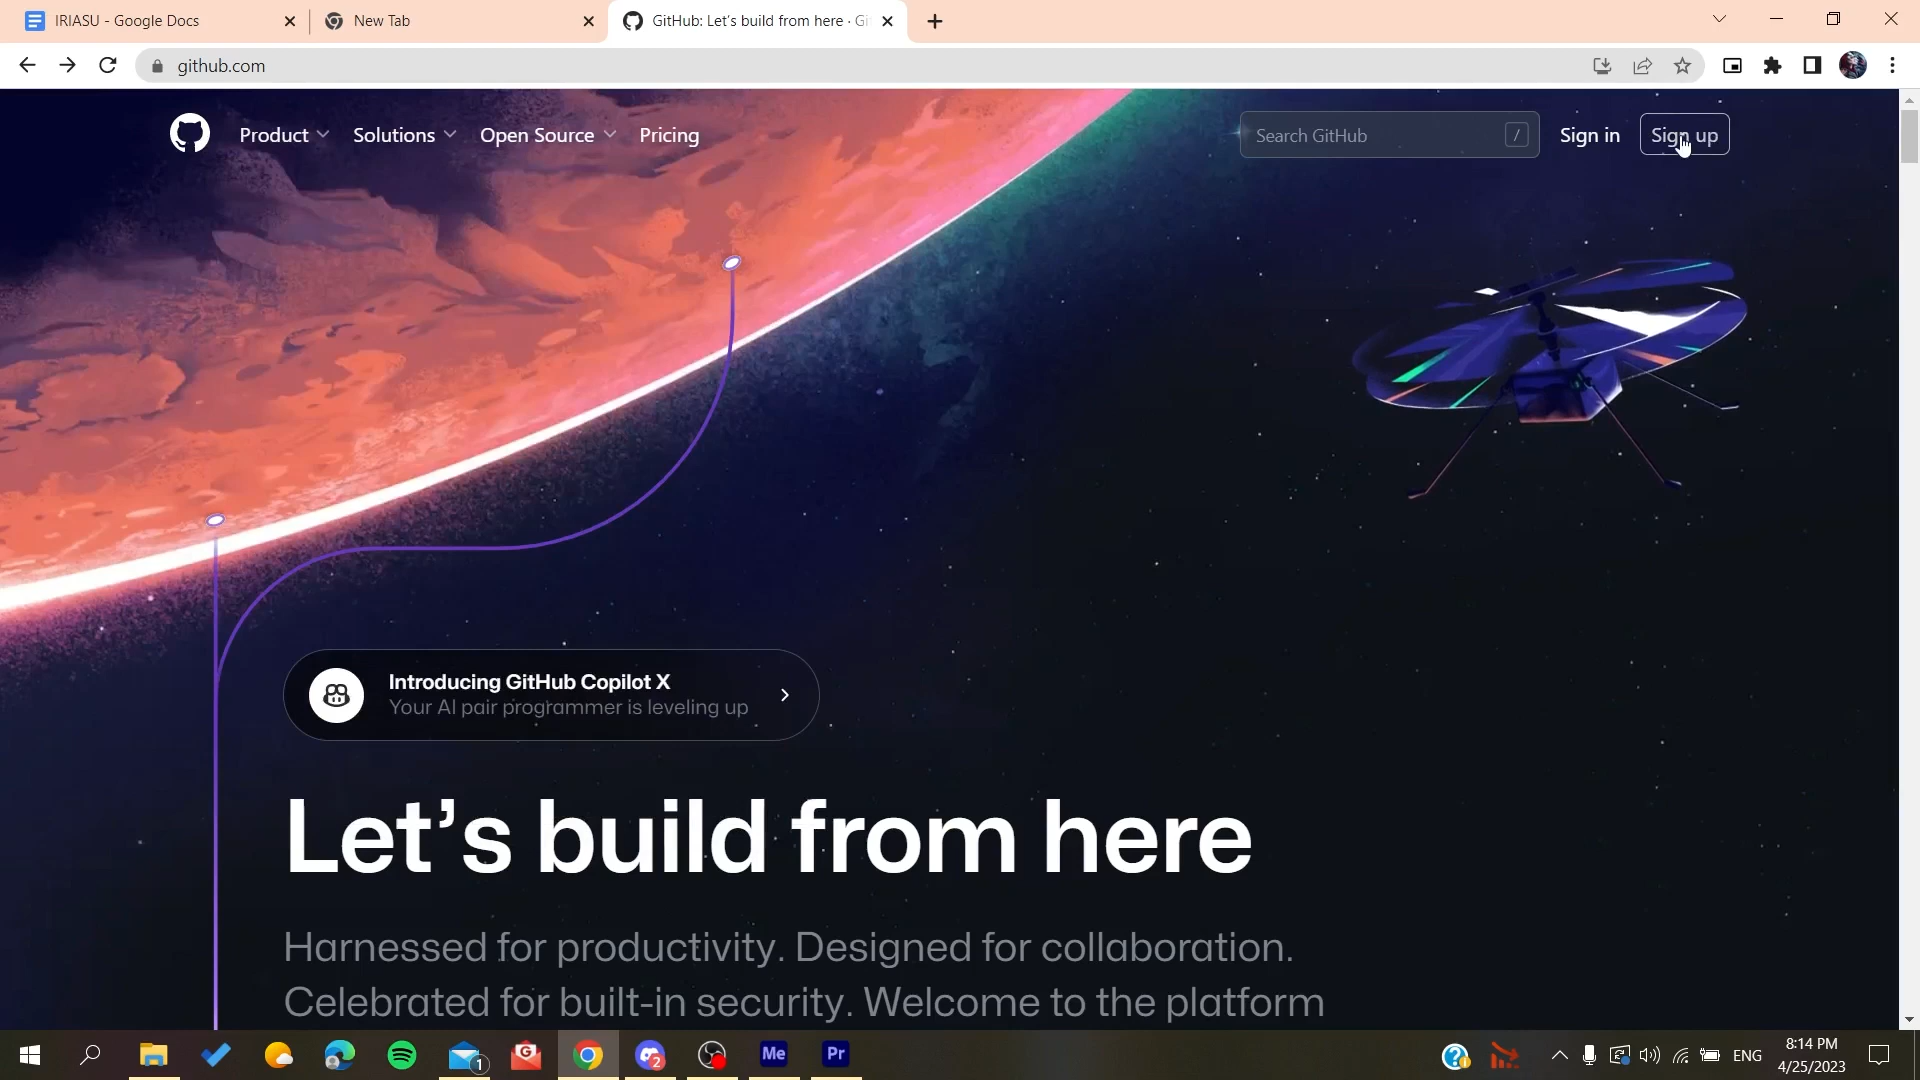 IRIASU - Google Docs
New Tab
GitHub: Let's build from here · Gi
github.com
Product
Solutions
Open Source
Pricing
Search GitHub
/
Sign in
Sign up
Introducing GitHub Copilot X
Your AI pair programmer is leveling up
Let's build from here
Harnessed for productivity. Designed for collaboration.
Celebrated for built-in security. Welcome to the platform
1
G
2
Me
Pr
ENG
8:14 PM
4/25/2023